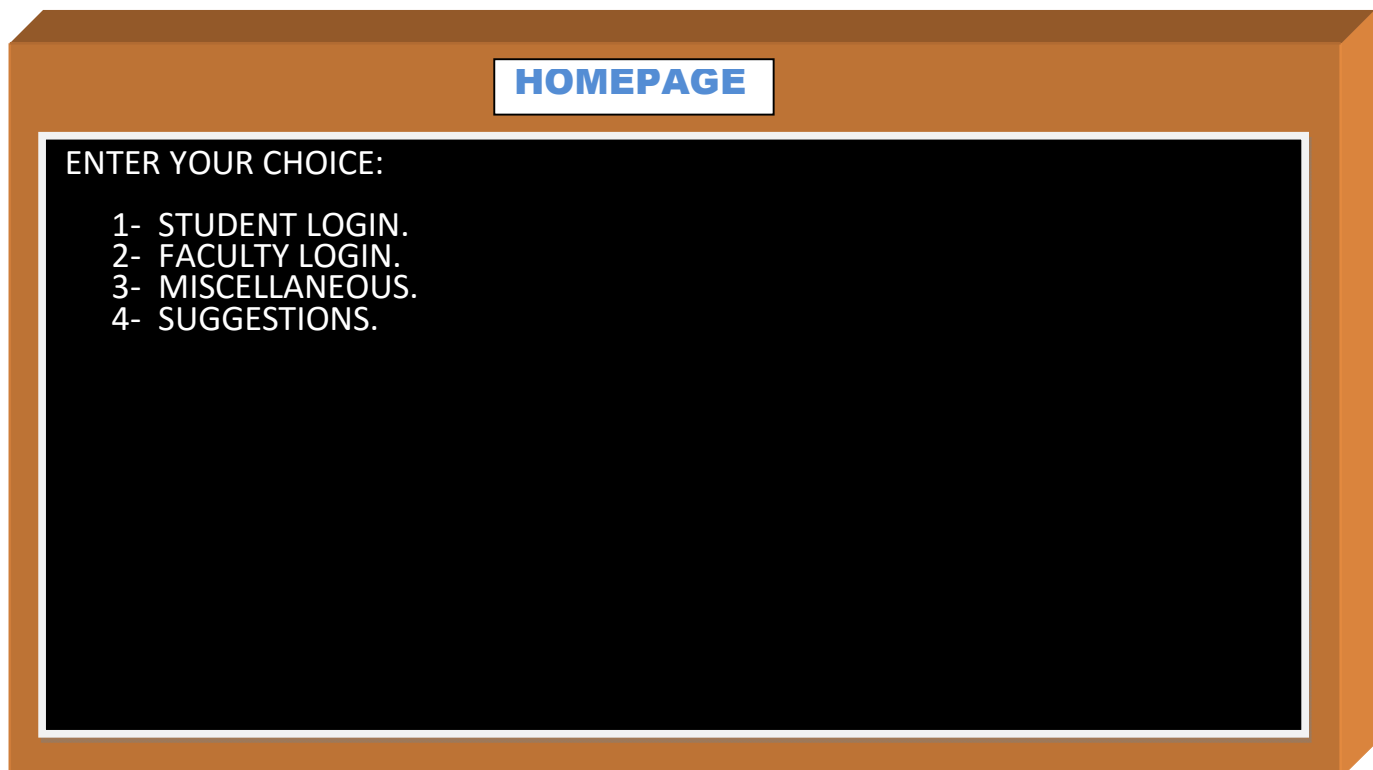 HOMEPAGE
ENTER YOUR CHOICE:
1- STUDENT LOGIN.
2- FACULTY LOGIN.
3- MISCELLANEOUS.
4- SUGGESTIONS.